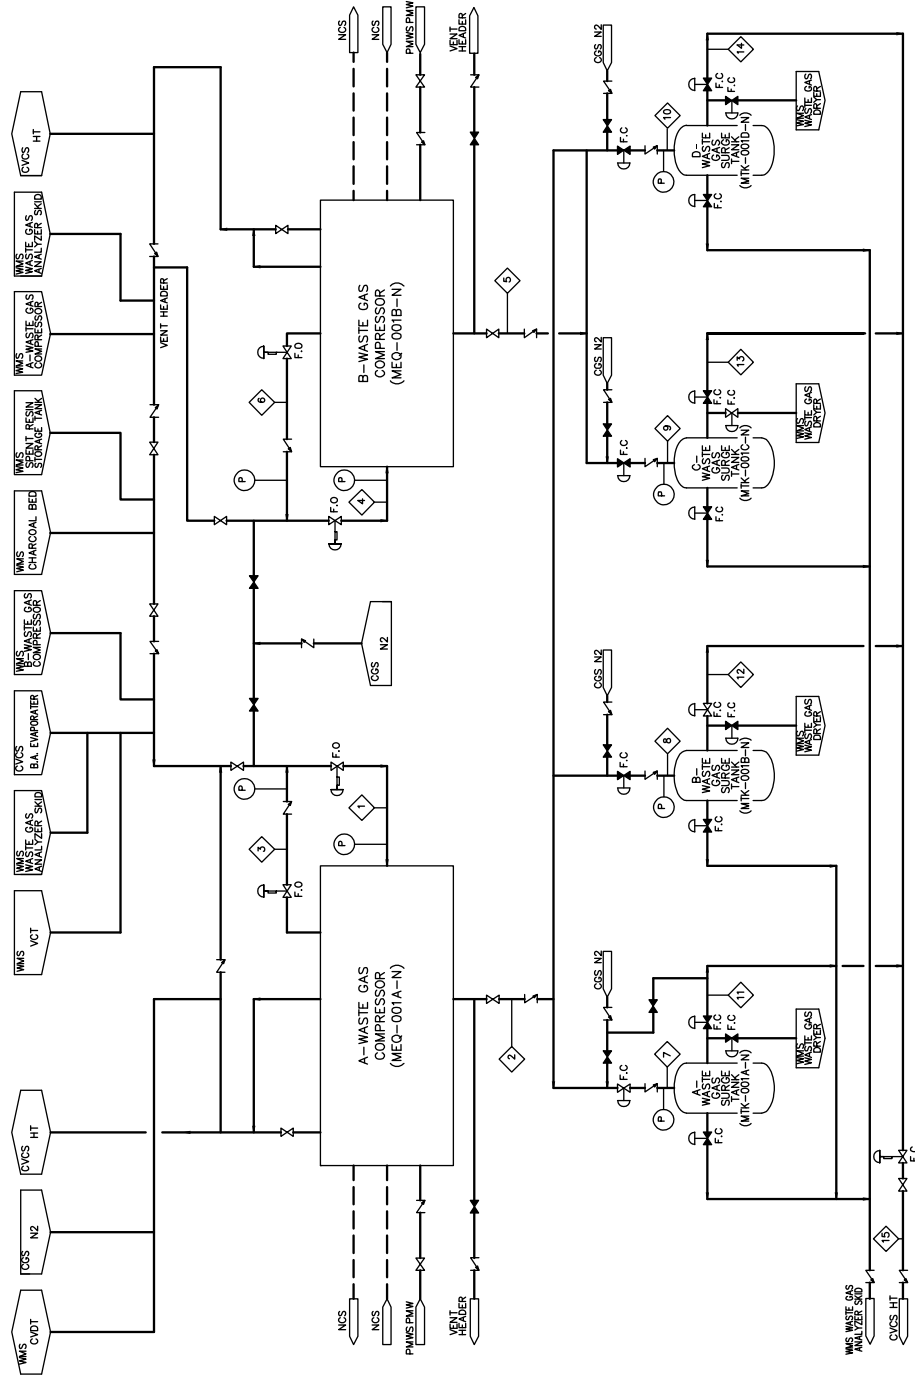 WMS
CVDT
CGS
N2
CVCS
HT
WMS
VCT
WMS
WASTE GAS
ANALYZER SKID
CVCS
B.A. EVAPORATER
WMS
B-WASTE GAS
COMPRESSOR
WMS
CHARCOAL BED
WMS
SPENT RESIN
STORAGE TANK
WMS
A-WASTE GAS
COMPRESSOR
WMS
WASTE GAS
ANALYZER SKID
CVCS
HT
VENT HEADER
NCS
NCS
PMWS PMW
VENT
HEADER
A-WASTE GAS
COMPRESSOR
(MEQ-001A-N)
3
F.O
P
P
1
F.O
2
CGS
N2
P
6
F.O
P
4
F.O
B-WASTE GAS
COMPRESSOR
(MEQ-001B-N)
5
NCS
NCS
PMWS PMW
VENT
HEADER
CGS N2
F.C
P
7
A-
WASTE
GAS
SURGE
TANK
(MTK-001A-N)
F.C
F.C
F.C
11
WMS
WASTE GAS
DRYER
CGS N2
F.C
P
8
B-
WASTE
GAS
SURGE
TANK
(MTK-001B-N)
F.C
F.C
F.C
12
WMS
WASTE GAS
DRYER
CGS N2
F.C
P
9
C-
WASTE
GAS
SURGE
TANK
(MTK-001C-N)
F.C
F.C
F.C
13
WMS
WASTE GAS
DRYER
CGS N2
F.C
P
10
D-
WASTE
GAS
SURGE
TANK
(MTK-001D-N)
F.C
F.C
F.C
14
WMS
WASTE GAS
DRYER
WMS WASTE GAS
ANALYZER SKID
CVCS HT
15
F.C